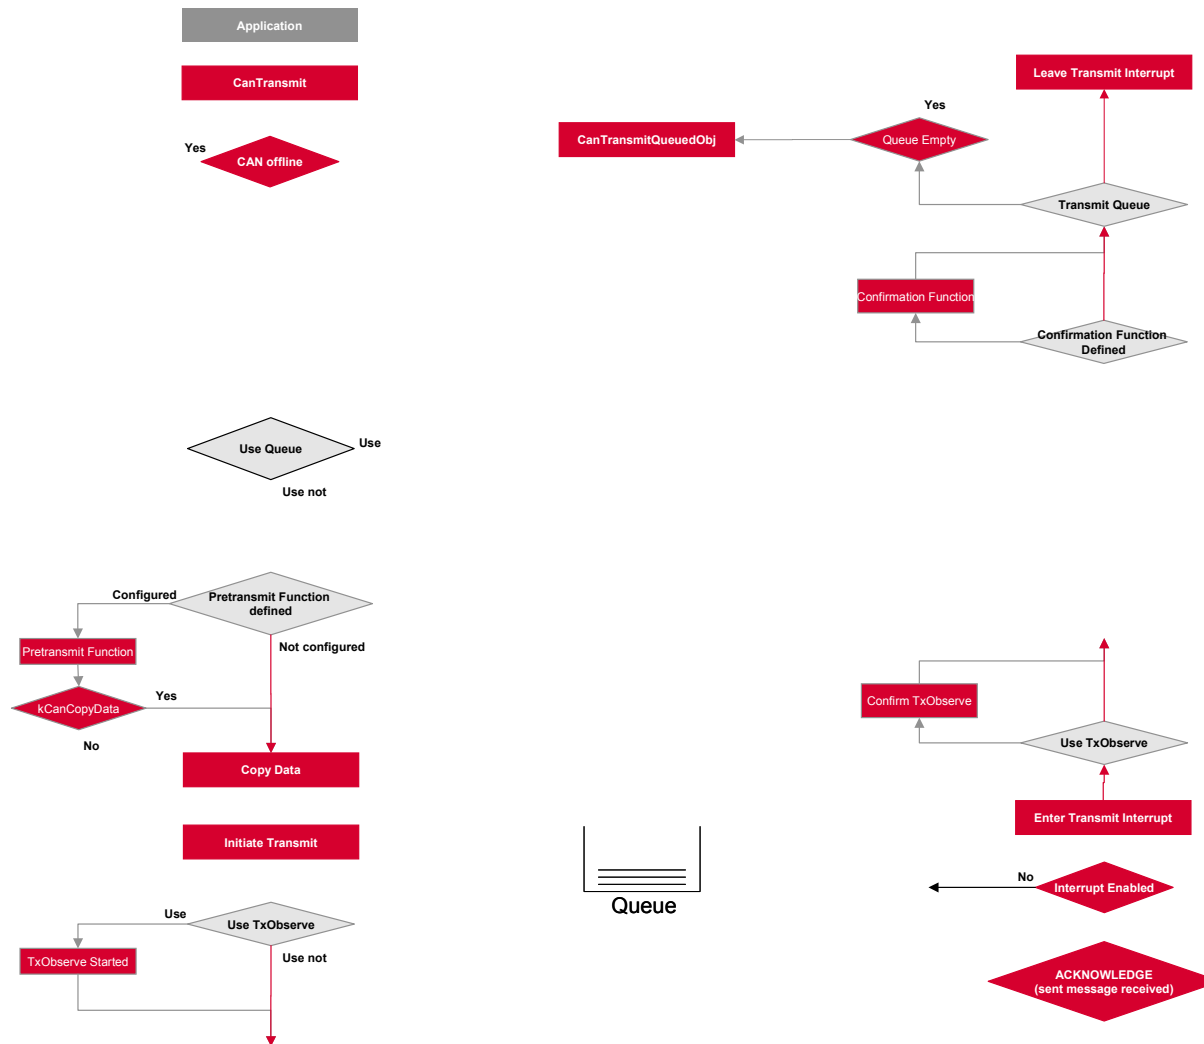 Application
CanTransmit
Yes
CAN offline
Leave Transmit Interrupt
Yes
CanTransmitQueuedObj
Queue Empty
Transmit Queue
Confirmation Function
Confirmation Function
Defined
Use Queue
Use
Use not
Configured
Pretransmit Function
defined
Not configured
Pretransmit Function
kCanCopyData
Yes
No
Copy Data
Initiate Transmit
Use
Use TxObserve
Use not
TxObserve Started
Queue
Confirm TxObserve
Use TxObserve
Enter Transmit Interrupt
No
Interrupt Enabled
ACKNOWLEDGE
(sent message received)